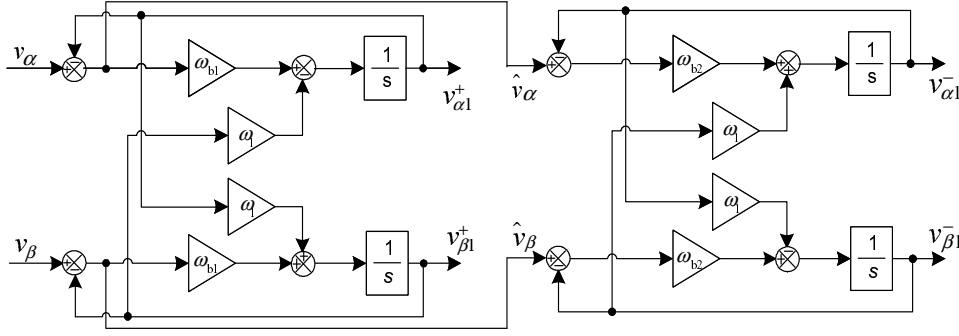 v_α
+ −
ω_b1
+ −
1/s
v_α1^+
ω_1
ω_1
v_β
+ −
ω_b1
+ +
1/s
v_β1^+
v̂_α
+ −
ω_b2
+ +
1/s
v_α1^−
ω_1
ω_1
v̂_β
+ −
ω_b2
+ −
1/s
v_β1^−